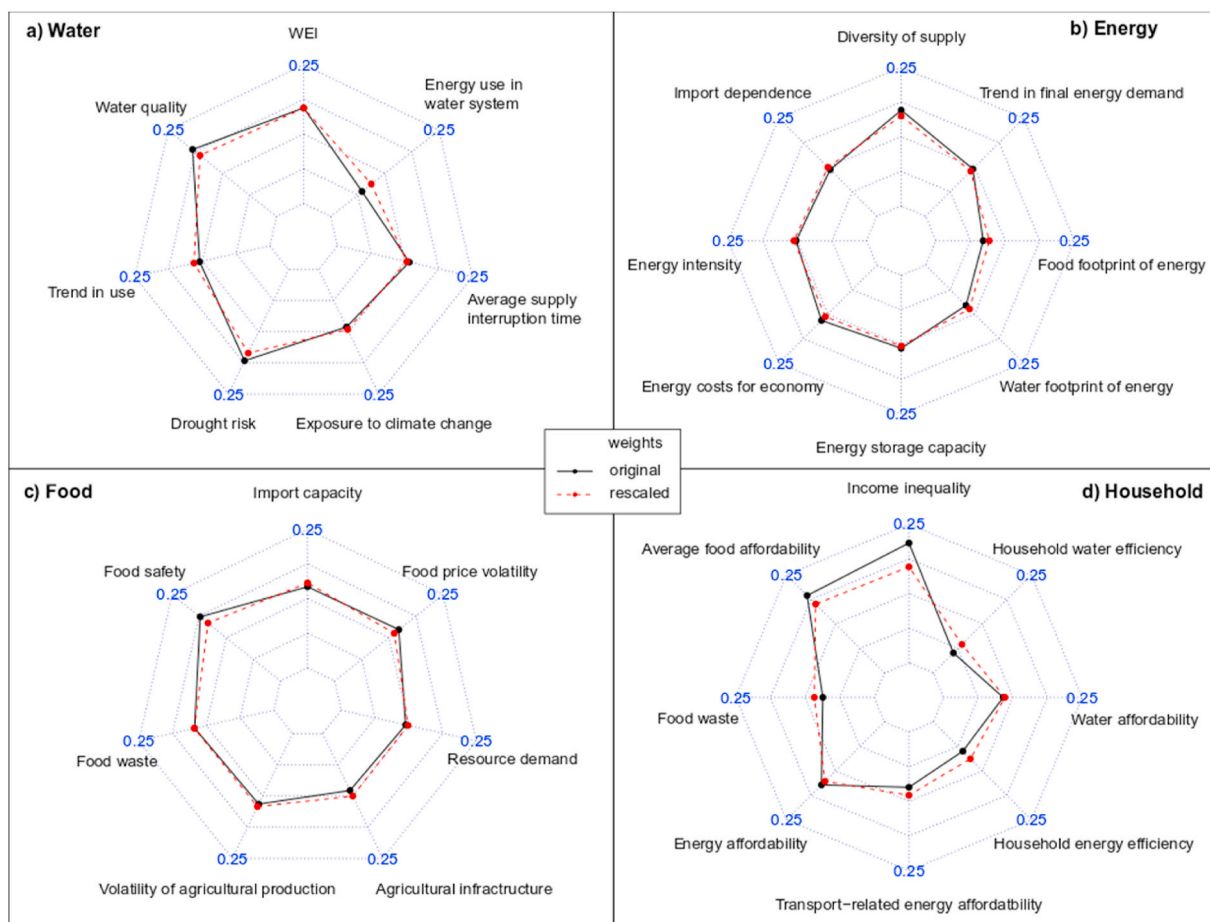 a) Water
WEI
0.25
Energy use in
water system
0.25
Water quality
0.25
Average supply
interruption time
0.25
Trend in use
0.25
Drought risk
0.25
Exposure to climate change
0.25
b) Energy
Diversity of supply
0.25
Import dependence
0.25
Trend in final energy demand
0.25
Energy intensity
0.25
Food footprint of energy
0.25
Energy costs for economy
0.25
Water footprint of energy
0.25
Energy storage capacity
0.25
weights
original
rescaled
c) Food
Import capacity
0.25
Food safety
0.25
Food price volatility
0.25
Food waste
0.25
Resource demand
0.25
Volatility of agricultural production
0.25
Agricultural infractructure
0.25
d) Household
Income inequality
0.25
Average food affordability
0.25
Household water efficiency
0.25
Food waste
0.25
Water affordability
0.25
Energy affordability
0.25
Household energy efficiency
0.25
Transport-related energy affordatbility
0.25